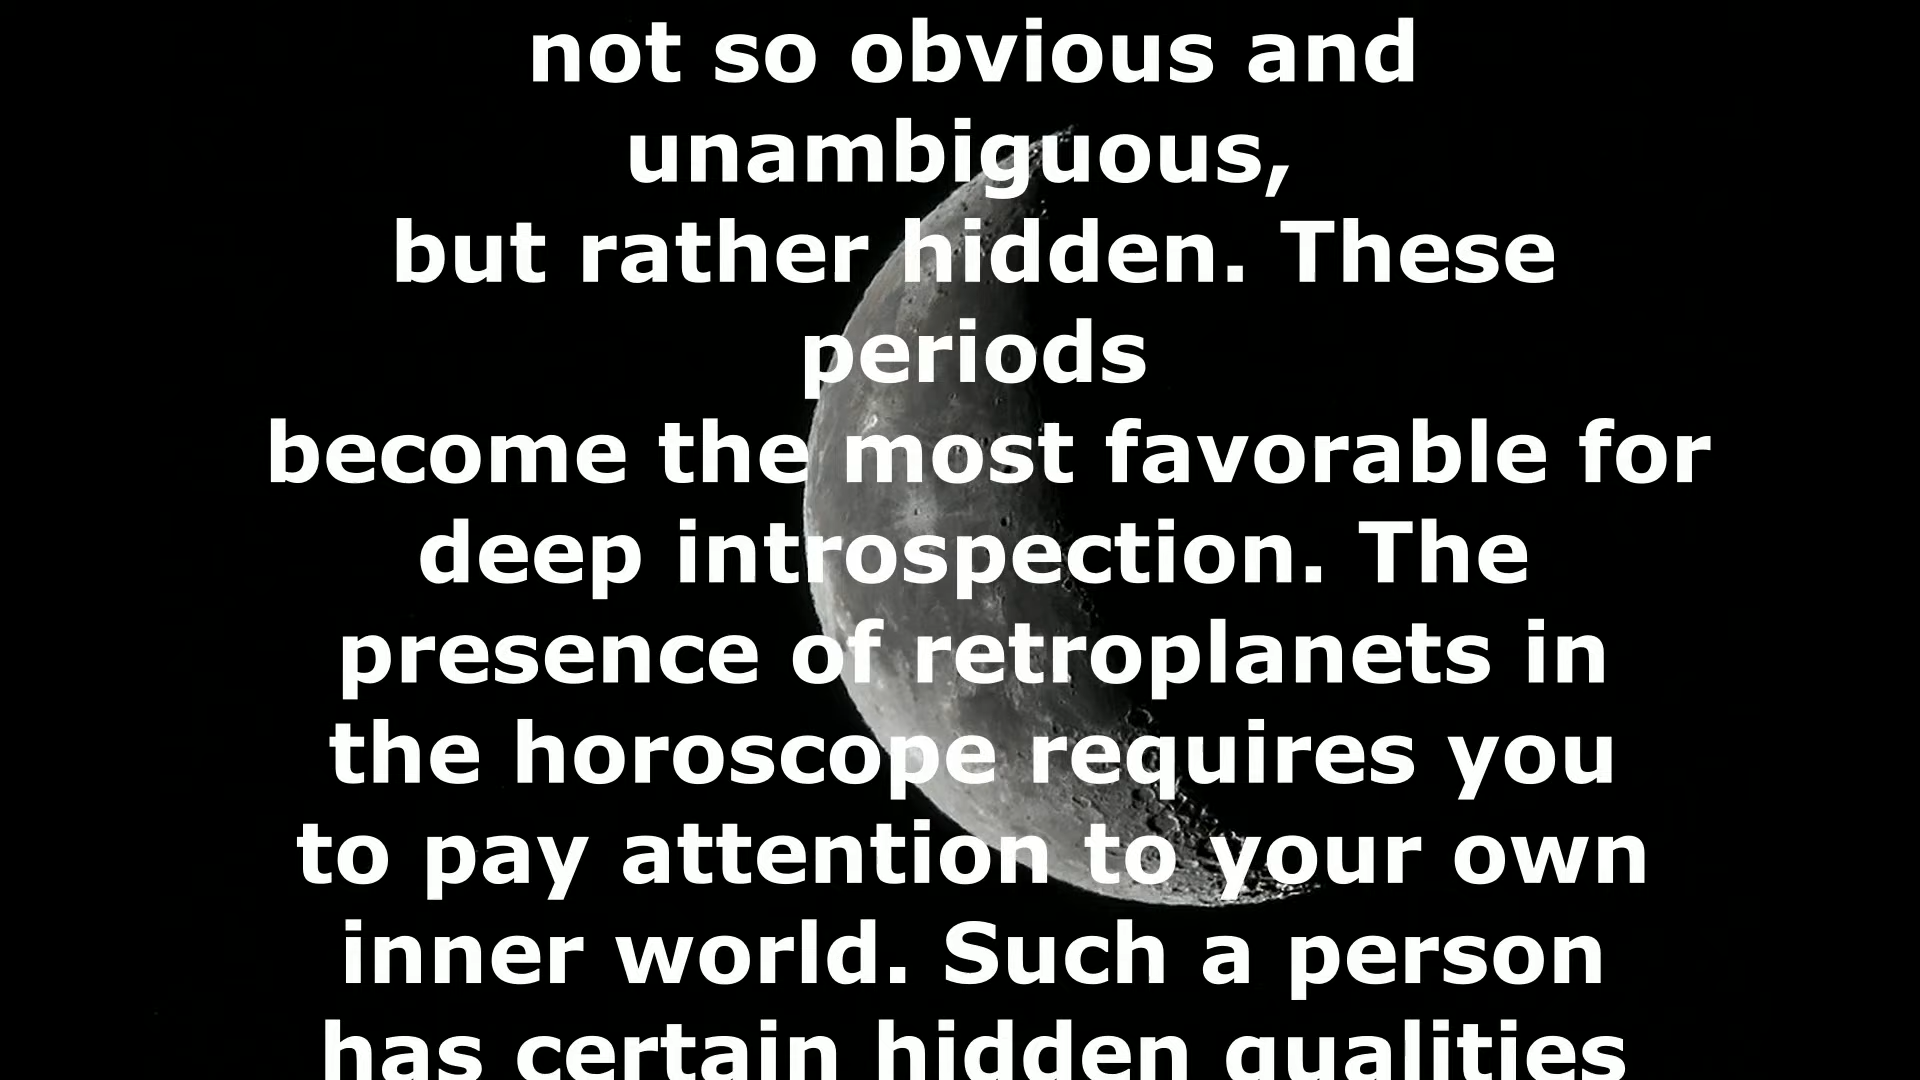 not so obvious and
unambiguous,
but rather hidden. These
periods
become the most favorable for
deep introspection. The
presence of retroplanets in
the horoscope requires you
to pay attention to your own
inner world. Such a person
has certain hidden qualities